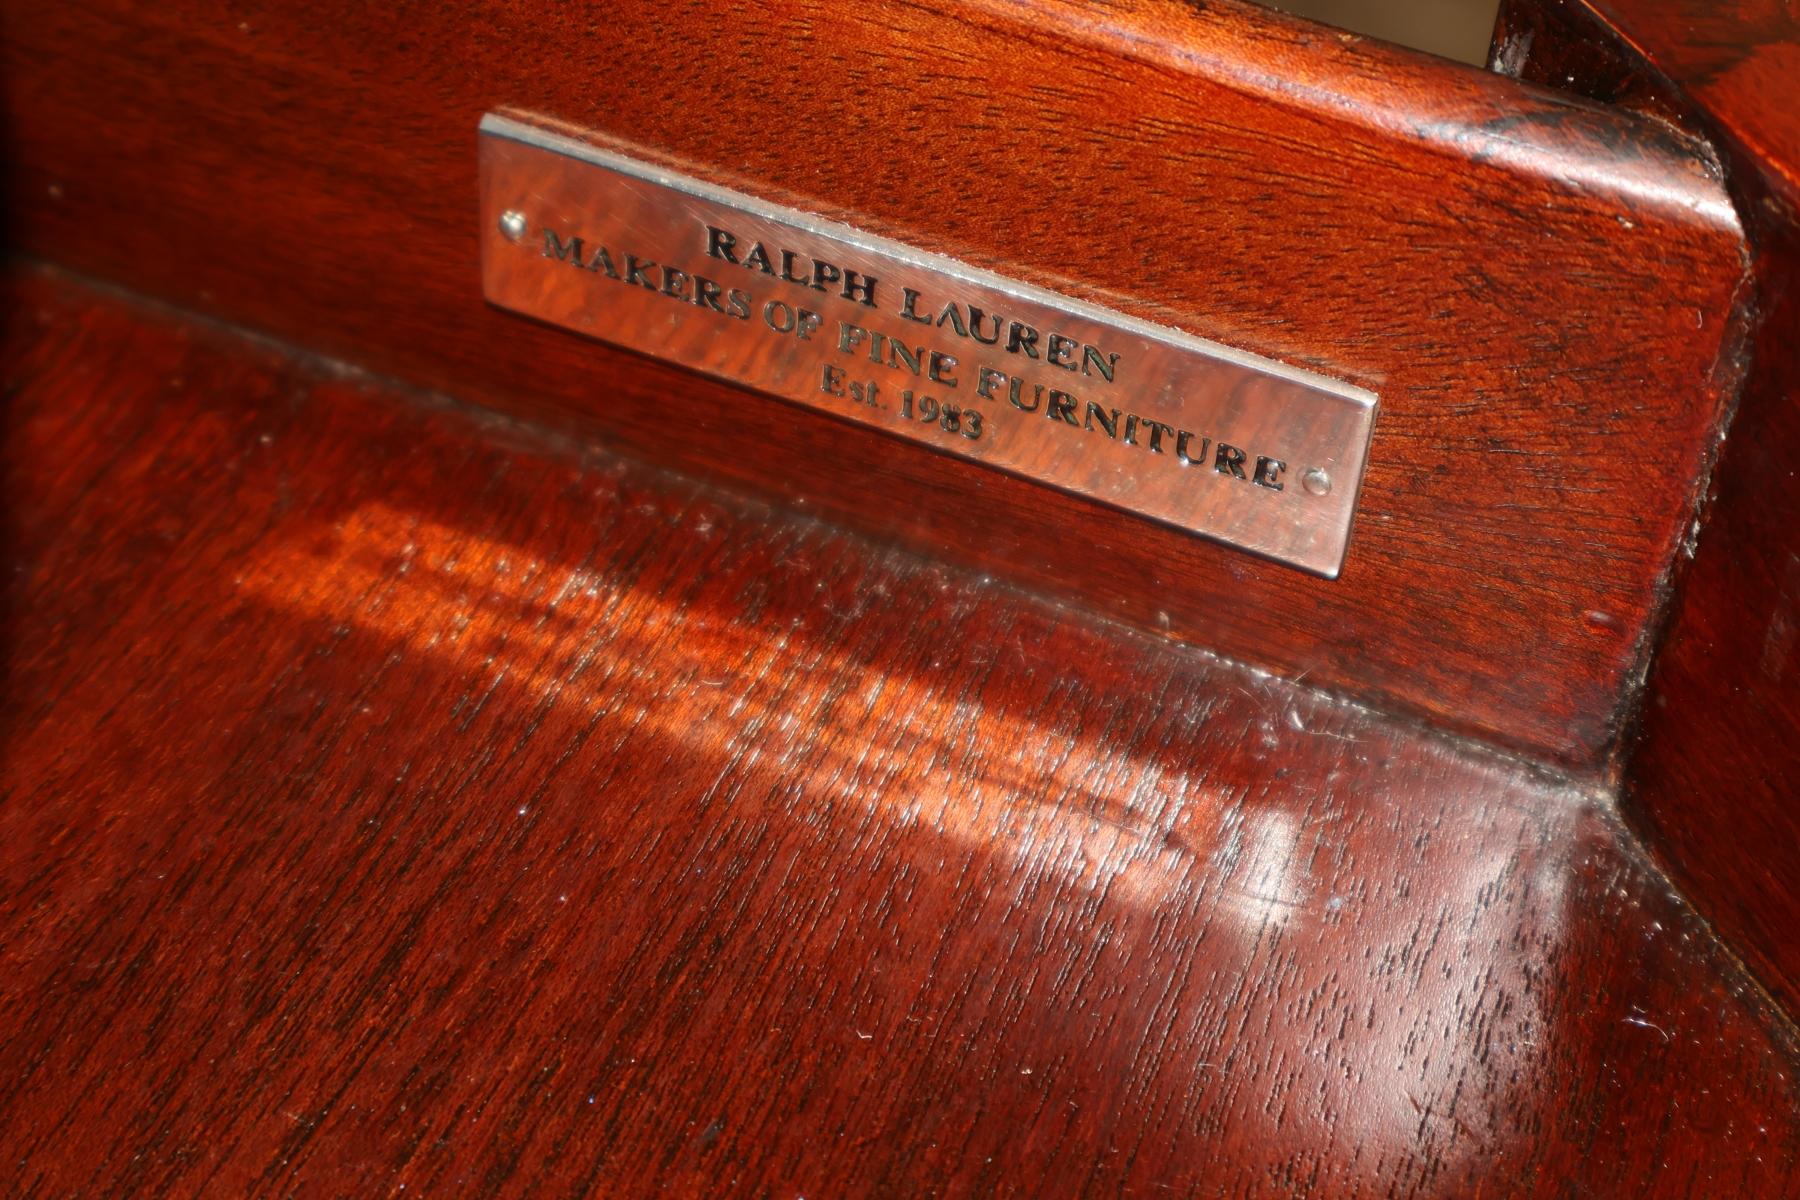 RALPH LAUREN
MAKERS OF FINE FURNITURE
Est. 1983